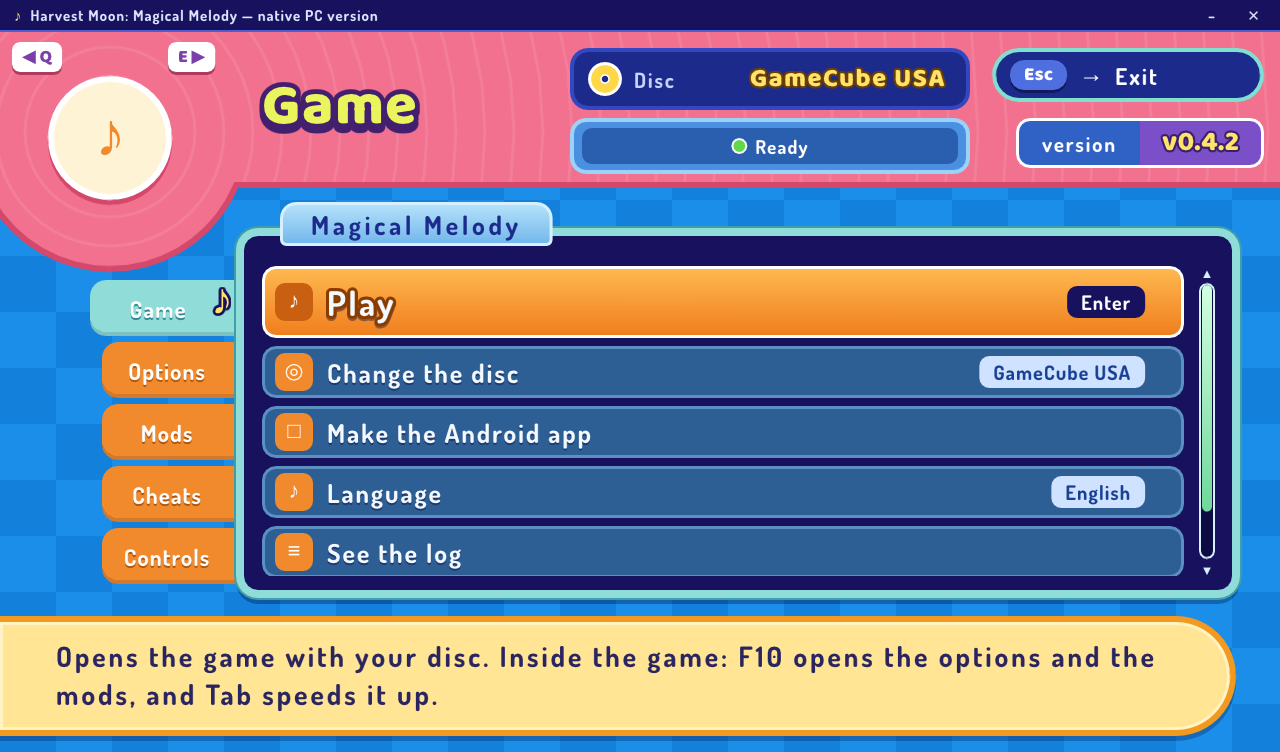 ♪ Harvest Moon: Magical Melody — native PC version
◀ Q
E ▶
Game
Disc GameCube USA
Ready
Esc → Exit
version v0.4.2
Magical Melody
Game
Options
Mods
Cheats
Controls
Play Enter
Change the disc GameCube USA
Make the Android app
Language English
See the log
Opens the game with your disc. Inside the game: F10 opens the options and the
mods, and Tab speeds it up.